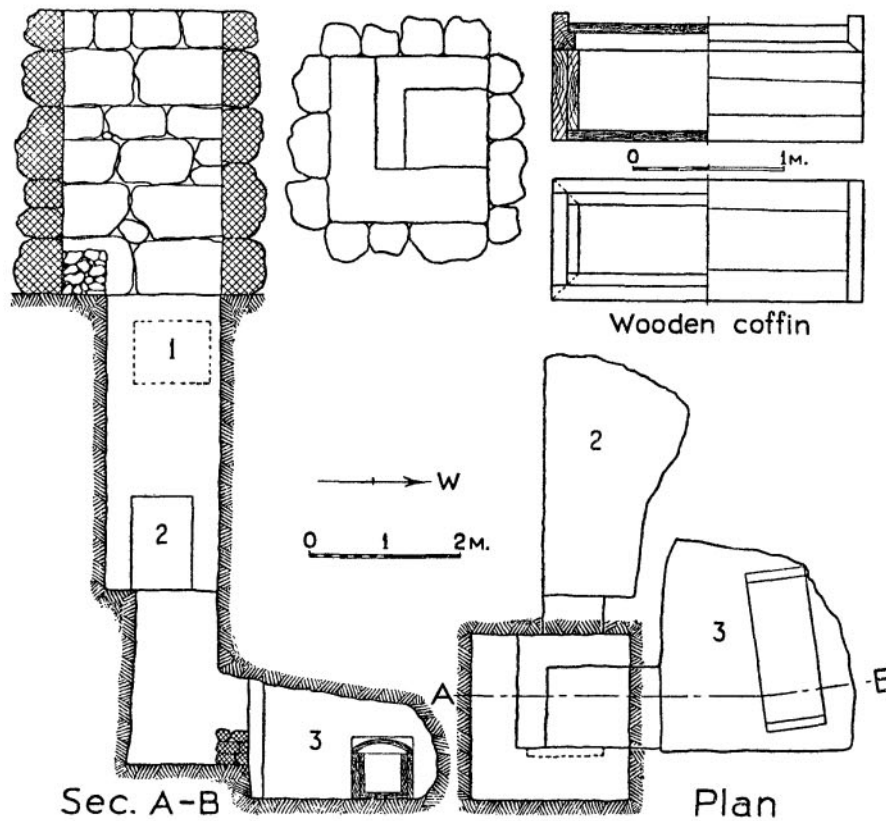 0 1M.
Wooden coffin
1
2
W
0 1 2M.
3
Sec. A-B
2
3
A B
Plan